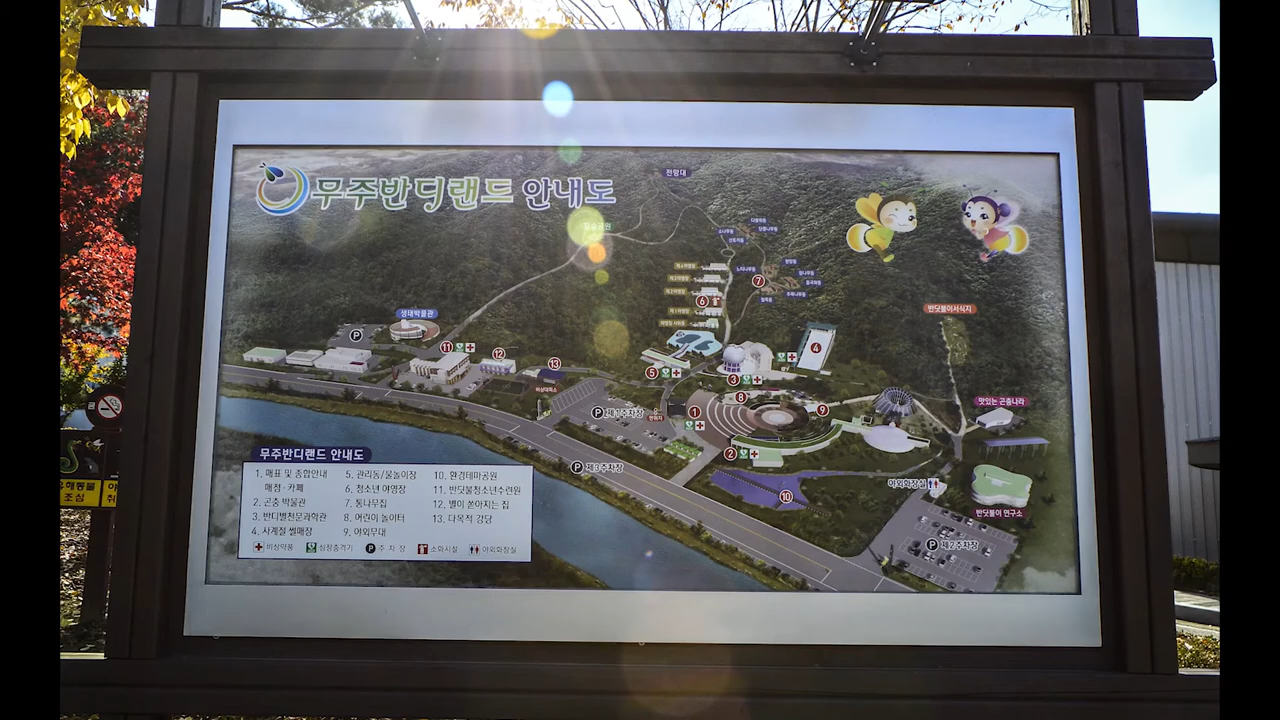 무주반디랜드 안내도
전망대
생태박물관
반딧불이서식지
맛있는 곤충나라
비상대피소
제1주차장
제3주차장
야외화장실
반딧불이 연구소
제2주차장
무주반디랜드 안내도
1. 매표 및 종합안내
매점·카페
2. 곤충 박물관
3. 반디별천문과학관
4. 사계절 썰매장
5. 관리동/물놀이장
6. 청소년 야영장
7. 통나무집
8. 어린이 놀이터
9. 야외무대
10. 환경테마공원
11. 반딧불청소년수련원
12. 별이 쏟아지는 집
13. 다목적 강당
비상약품
심장충격기
P 주 차 장
소화시설
야외화장실
조심